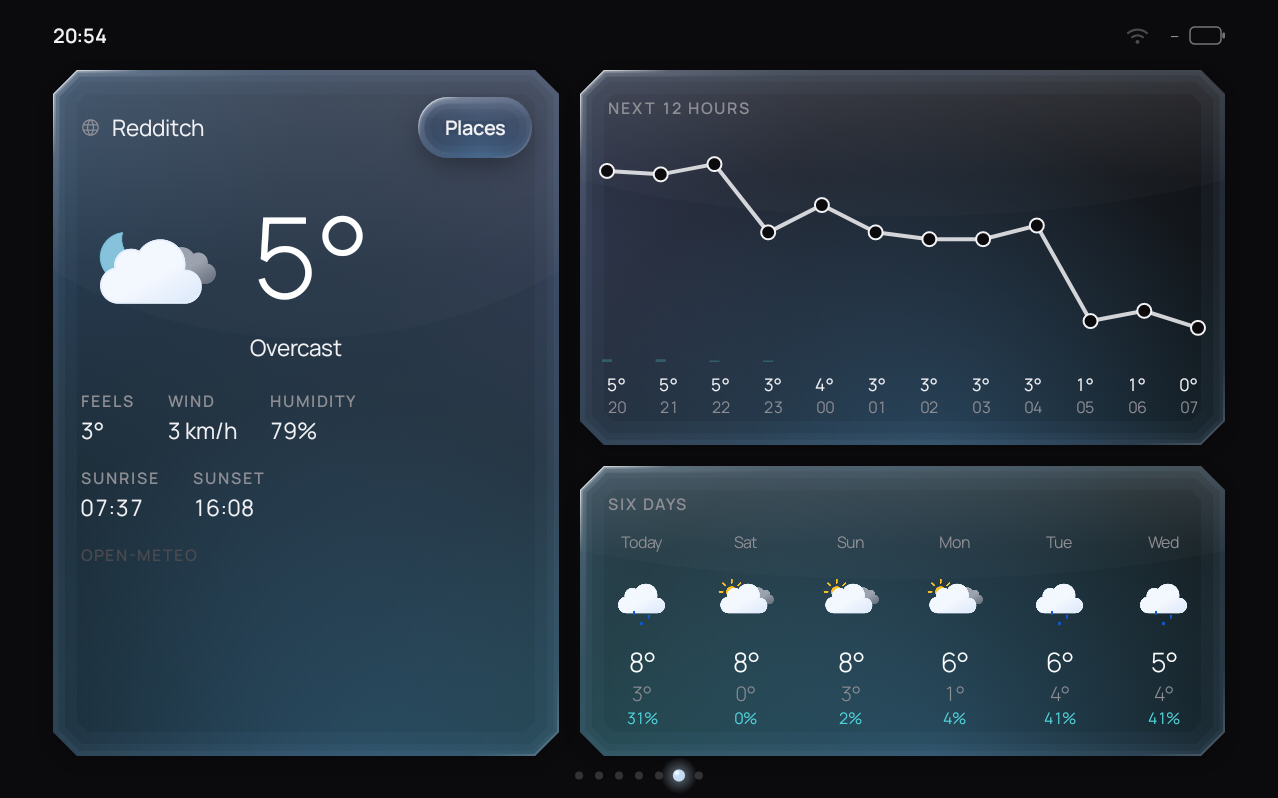 20:54
–
Redditch
Places
5°
Overcast
FEELS WIND HUMIDITY
3° 3 km/h 79%
SUNRISE SUNSET
07:37 16:08
OPEN-METEO
NEXT 12 HOURS
5° 5° 5° 3° 4° 3° 3° 3° 3° 1° 1° 0°
20 21 22 23 00 01 02 03 04 05 06 07
SIX DAYS
Today Sat Sun Mon Tue Wed
8° 8° 8° 6° 6° 5°
3° 0° 3° 1° 4° 4°
31% 0% 2% 4% 41% 41%